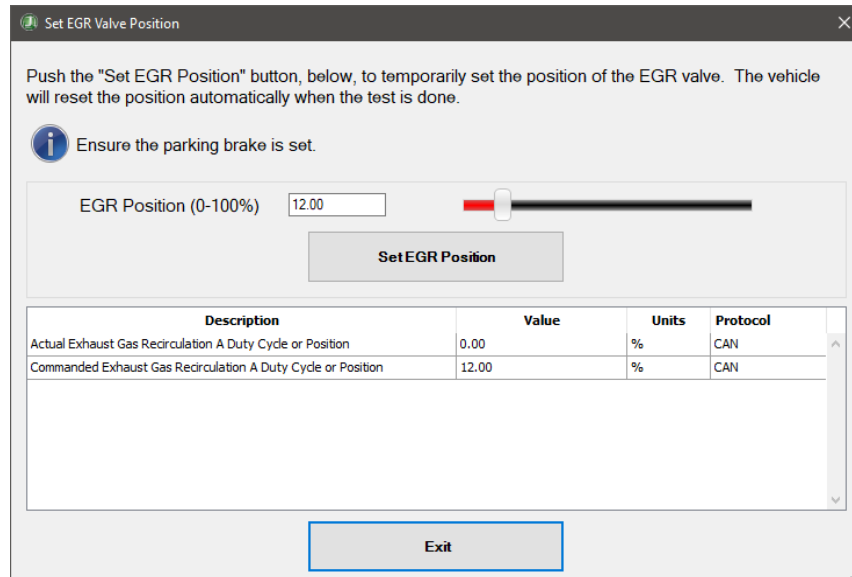 Set EGR Valve Position
Push the "Set EGR Position" button, below, to temporarily set the position of the EGR valve. The vehicle
will reset the position automatically when the test is done.
Ensure the parking brake is set.
EGR Position (0-100%) 12.00
Set EGR Position
Description Value Units Protocol
Actual Exhaust Gas Recirculation A Duty Cycle or Position 0.00 % CAN
Commanded Exhaust Gas Recirculation A Duty Cycle or Position 12.00 % CAN
Exit